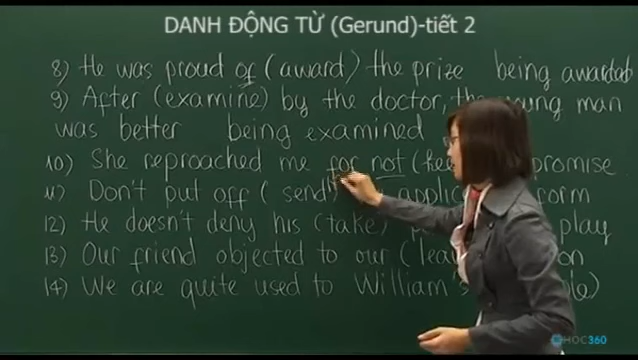 DANH ĐỘNG TỪ (Gerund)-tiết 2
8) He was proud of (award) the prize being awarded
9) After (examine) by the doctor, the young man
was better being examined
10) She reproached me for not ( promise
11) Don't put off ( send) form
12) He doesn't deny his (take) play
13) Our friend objected to our (
14) We are quite used to William's
HOC360